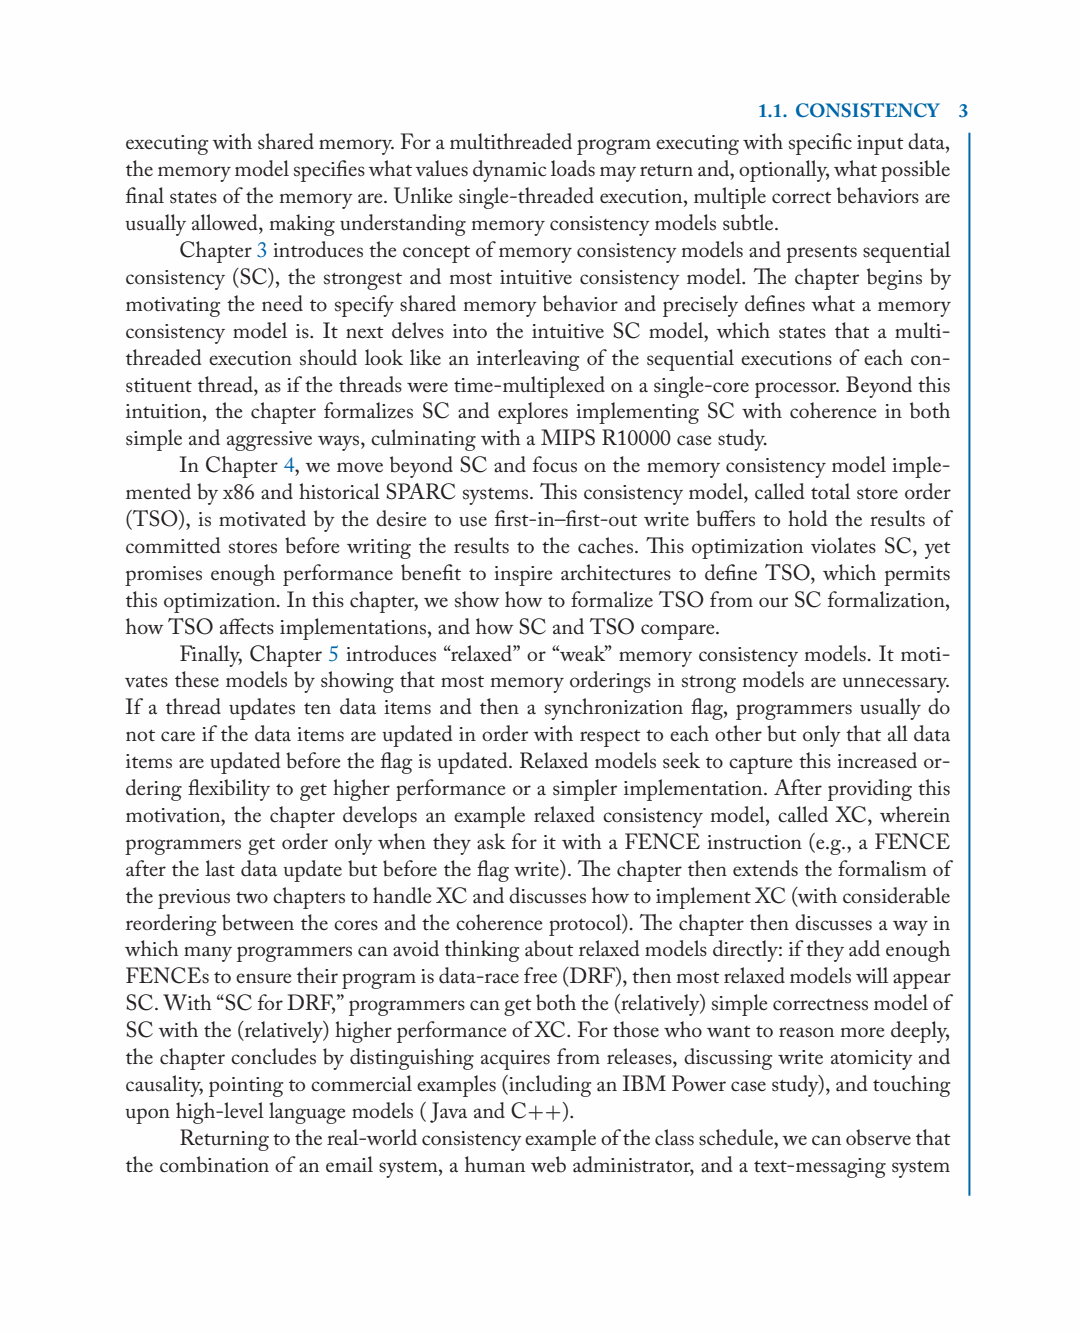 1.1. CONSISTENCY 3
executing with shared memory. For a multithreaded program executing with specific input data,
the memory model specifies what values dynamic loads may return and, optionally, what possible
final states of the memory are. Unlike single-threaded execution, multiple correct behaviors are
usually allowed, making understanding memory consistency models subtle.
Chapter 3 introduces the concept of memory consistency models and presents sequential
consistency (SC), the strongest and most intuitive consistency model. The chapter begins by
motivating the need to specify shared memory behavior and precisely defines what a memory
consistency model is. It next delves into the intuitive SC model, which states that a multi-
threaded execution should look like an interleaving of the sequential executions of each con-
stituent thread, as if the threads were time-multiplexed on a single-core processor. Beyond this
intuition, the chapter formalizes SC and explores implementing SC with coherence in both
simple and aggressive ways, culminating with a MIPS R10000 case study.
In Chapter 4, we move beyond SC and focus on the memory consistency model imple-
mented by x86 and historical SPARC systems. This consistency model, called total store order
(TSO), is motivated by the desire to use first-in–first-out write buffers to hold the results of
committed stores before writing the results to the caches. This optimization violates SC, yet
promises enough performance benefit to inspire architectures to define TSO, which permits
this optimization. In this chapter, we show how to formalize TSO from our SC formalization,
how TSO affects implementations, and how SC and TSO compare.
Finally, Chapter 5 introduces “relaxed” or “weak” memory consistency models. It moti-
vates these models by showing that most memory orderings in strong models are unnecessary.
If a thread updates ten data items and then a synchronization flag, programmers usually do
not care if the data items are updated in order with respect to each other but only that all data
items are updated before the flag is updated. Relaxed models seek to capture this increased or-
dering flexibility to get higher performance or a simpler implementation. After providing this
motivation, the chapter develops an example relaxed consistency model, called XC, wherein
programmers get order only when they ask for it with a FENCE instruction (e.g., a FENCE
after the last data update but before the flag write). The chapter then extends the formalism of
the previous two chapters to handle XC and discusses how to implement XC (with considerable
reordering between the cores and the coherence protocol). The chapter then discusses a way in
which many programmers can avoid thinking about relaxed models directly: if they add enough
FENCEs to ensure their program is data-race free (DRF), then most relaxed models will appear
SC. With “SC for DRF,” programmers can get both the (relatively) simple correctness model of
SC with the (relatively) higher performance of XC. For those who want to reason more deeply,
the chapter concludes by distinguishing acquires from releases, discussing write atomicity and
causality, pointing to commercial examples (including an IBM Power case study), and touching
upon high-level language models (Java and C++).
Returning to the real-world consistency example of the class schedule, we can observe that
the combination of an email system, a human web administrator, and a text-messaging system